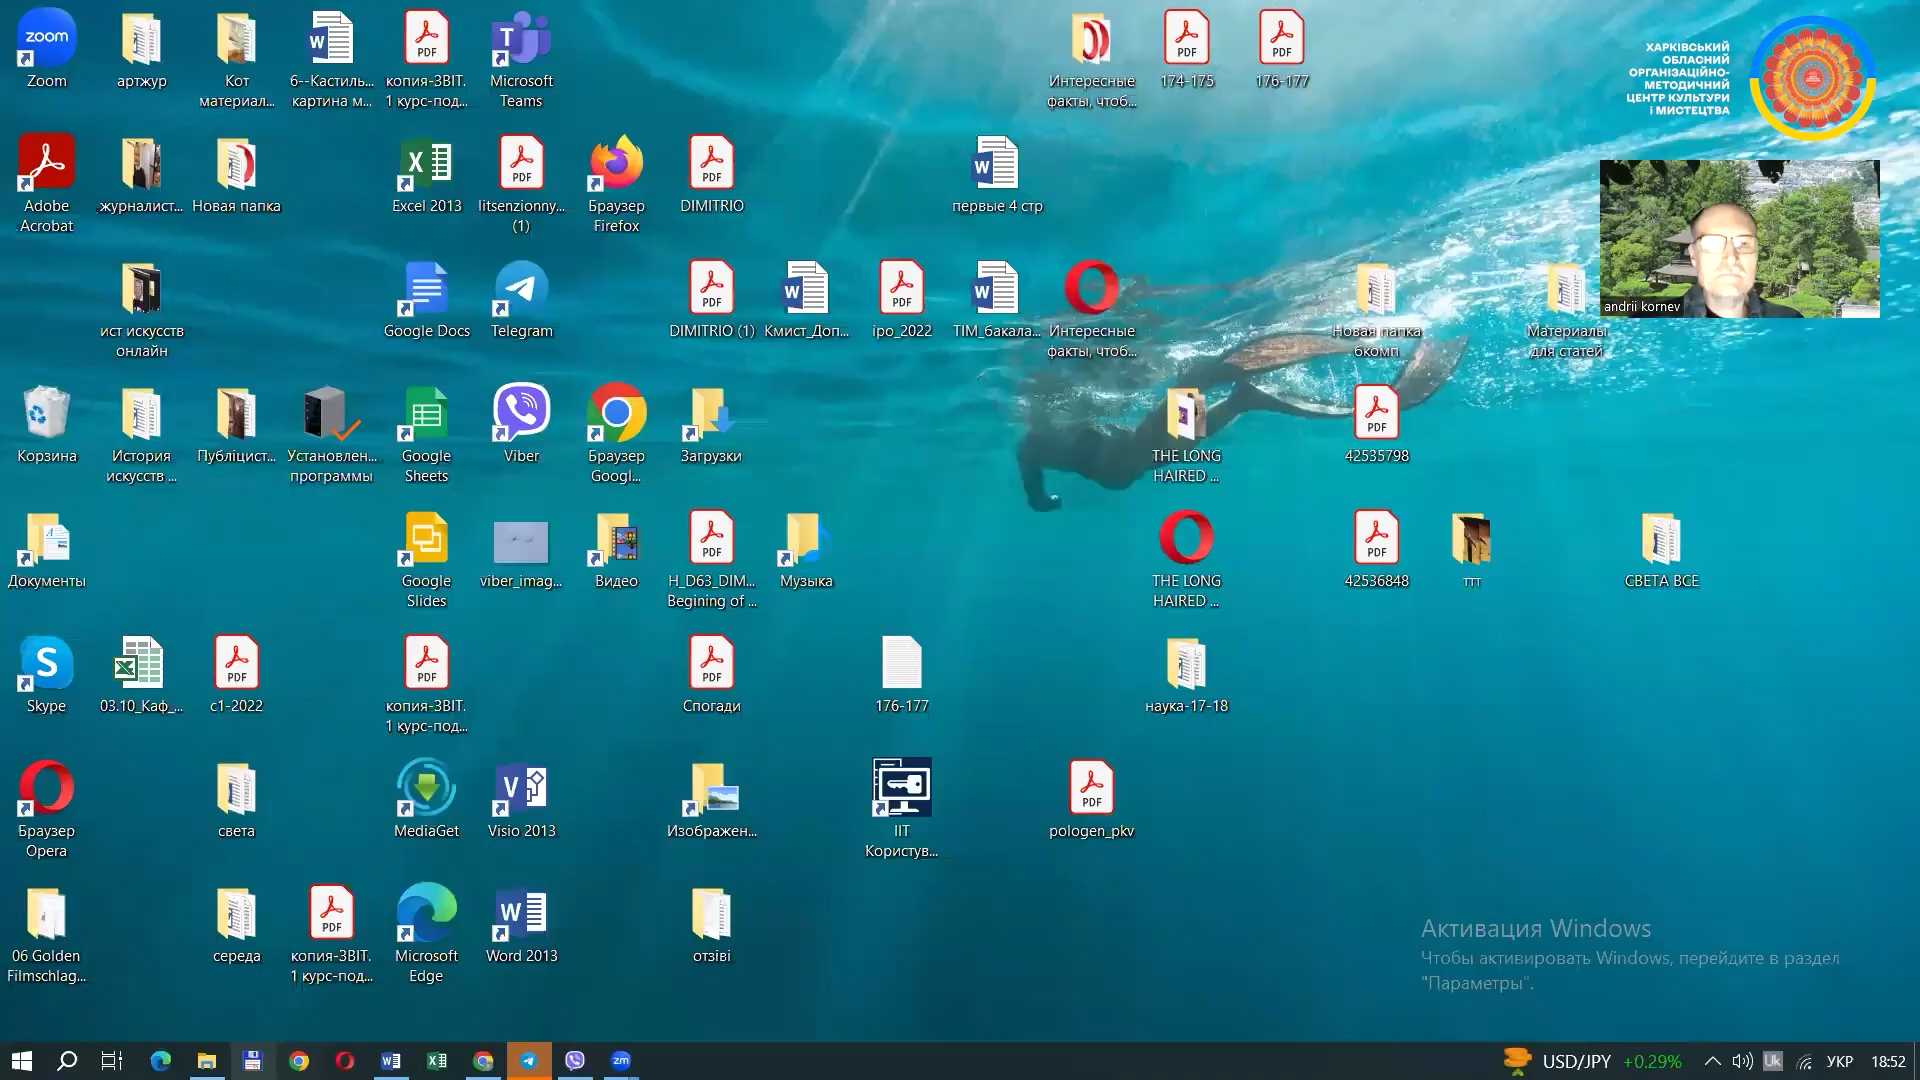 Zoom
артжур
Кот
материал...
6--Кастиль...
картина м...
копия-ЗВІТ.
1 курс-под...
Microsoft
Teams
Интересные
факты, чтоб...
174-175
176-177
ХАРКІВСЬКИЙ
ОБЛАСНИЙ
ОРГАНІЗАЦІЙНО-
МЕТОДИЧНИЙ
ЦЕНТР КУЛЬТУРИ
І МИСТЕЦТВА
Adobe
Acrobat
журналист...
Новая папка
Excel 2013
litsenzionny...
(1)
Браузер
Firefox
DIMITRIO
первые 4 стр
andrii kornev
ист искусств
онлайн
Google Docs
Telegram
DIMITRIO (1)
Кмист_Доп...
ipo_2022
ТІМ_бакала...
Интересные
факты, чтоб...
Новая папка
бкомп
Материалы
для статей
Корзина
История
искусств ...
Публіцист...
Установлен...
программы
Google
Sheets
Viber
Браузер
Googl...
Загрузки
THE LONG
HAIRED ...
42535798
Документы
Google
Slides
viber_imag...
Видео
H_D63_DIM...
Begining of ...
Музыка
THE LONG
HAIRED ...
42536848
ттт
СВЕТА ВСЕ
Skype
03.10_Каф_...
с1-2022
копия-ЗВІТ.
1 курс-под...
Спогади
176-177
наука-17-18
Браузер
Opera
света
MediaGet
Visio 2013
Изображен...
ІІТ
Користув...
pologen_pkv
06 Golden
Filmschlag...
середа
копия-ЗВІТ.
1 курс-под...
Microsoft
Edge
Word 2013
отзіві
Активация Windows
Чтобы активировать Windows, перейдите в раздел
"Параметры".
USD/JPY +0.29%
Uk
УКР
18:52